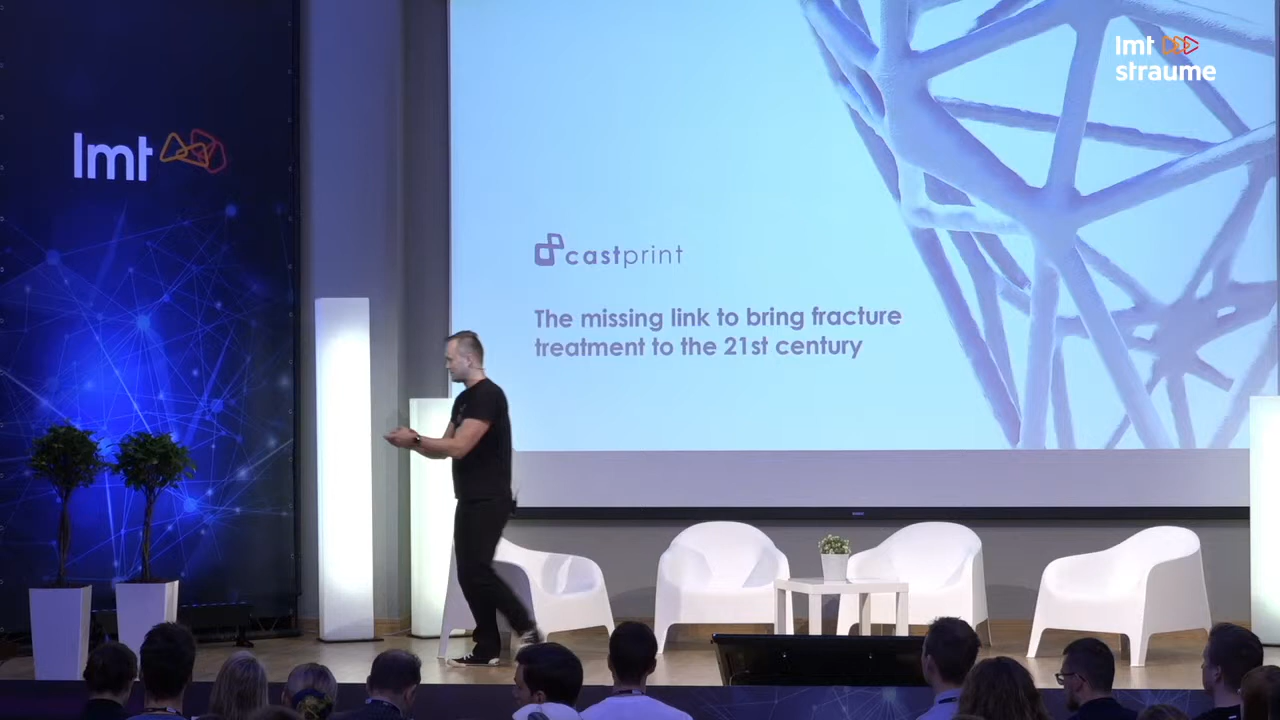 lmt
straume
lmt
castprint
The missing link to bring fracture
treatment to the 21st century